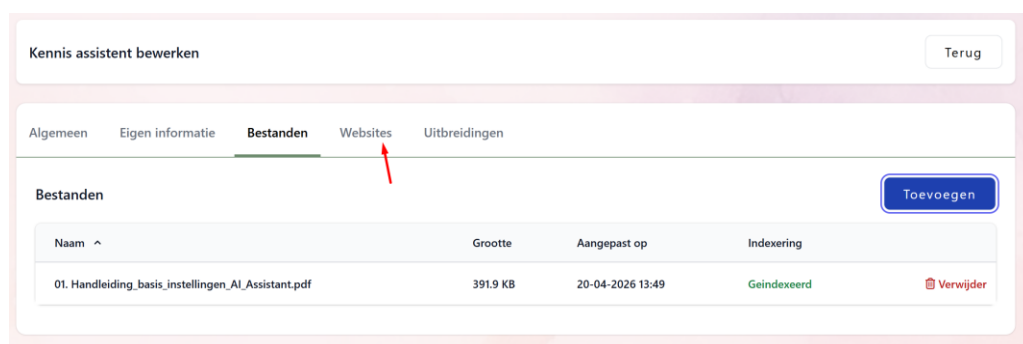 Kennis assistent bewerken
Terug
Algemeen Eigen informatie Bestanden Websites Uitbreidingen
Bestanden
Toevoegen
Naam Grootte Aangepast op Indexering
01. Handleiding_basis_instellingen_AI_Assistant.pdf 391.9 KB 20-04-2026 13:49 Geindexeerd Verwijder